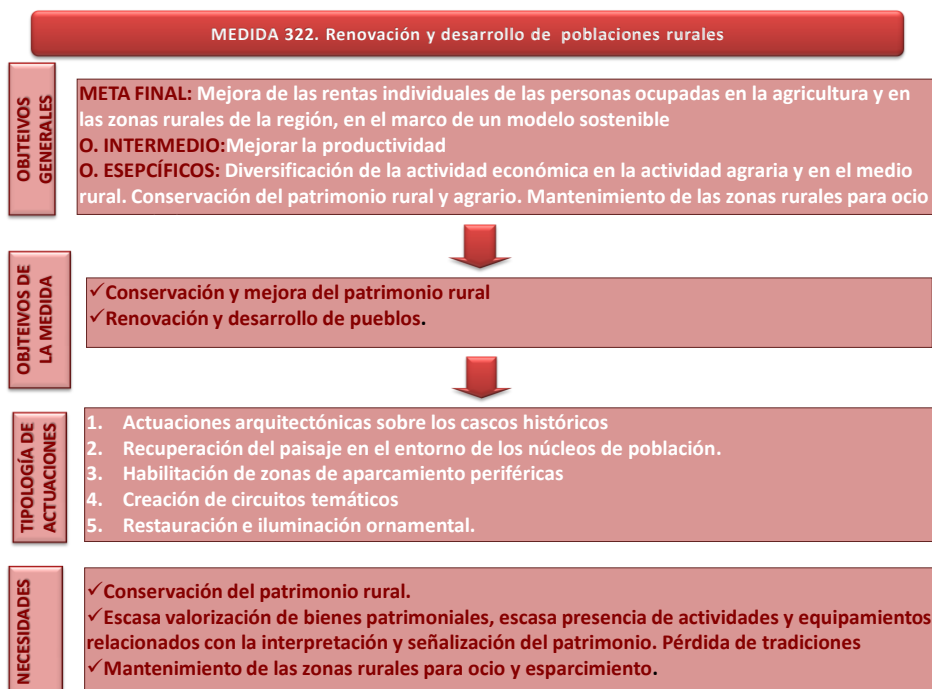 MEDIDA 322. Renovación y desarrollo de poblaciones rurales
OBJTEIVOS
GENERALES
META FINAL: Mejora de las rentas individuales de las personas ocupadas en la agricultura y en
las zonas rurales de la región, en el marco de un modelo sostenible
O. INTERMEDIO:Mejorar la productividad
O. ESEPCÍFICOS: Diversificación de la actividad económica en la actividad agraria y en el medio
rural. Conservación del patrimonio rural y agrario. Mantenimiento de las zonas rurales para ocio
OBJTEIVOS DE
LA MEDIDA
✓Conservación y mejora del patrimonio rural
✓Renovación y desarrollo de pueblos.
TIPOLOGÍA DE
ACTUACIONES
1. Actuaciones arquitectónicas sobre los cascos históricos
2. Recuperación del paisaje en el entorno de los núcleos de población.
3. Habilitación de zonas de aparcamiento periféricas
4. Creación de circuitos temáticos
5. Restauración e iluminación ornamental.
NECESIDADES
✓Conservación del patrimonio rural.
✓Escasa valorización de bienes patrimoniales, escasa presencia de actividades y equipamientos
relacionados con la interpretación y señalización del patrimonio. Pérdida de tradiciones
✓Mantenimiento de las zonas rurales para ocio y esparcimiento.